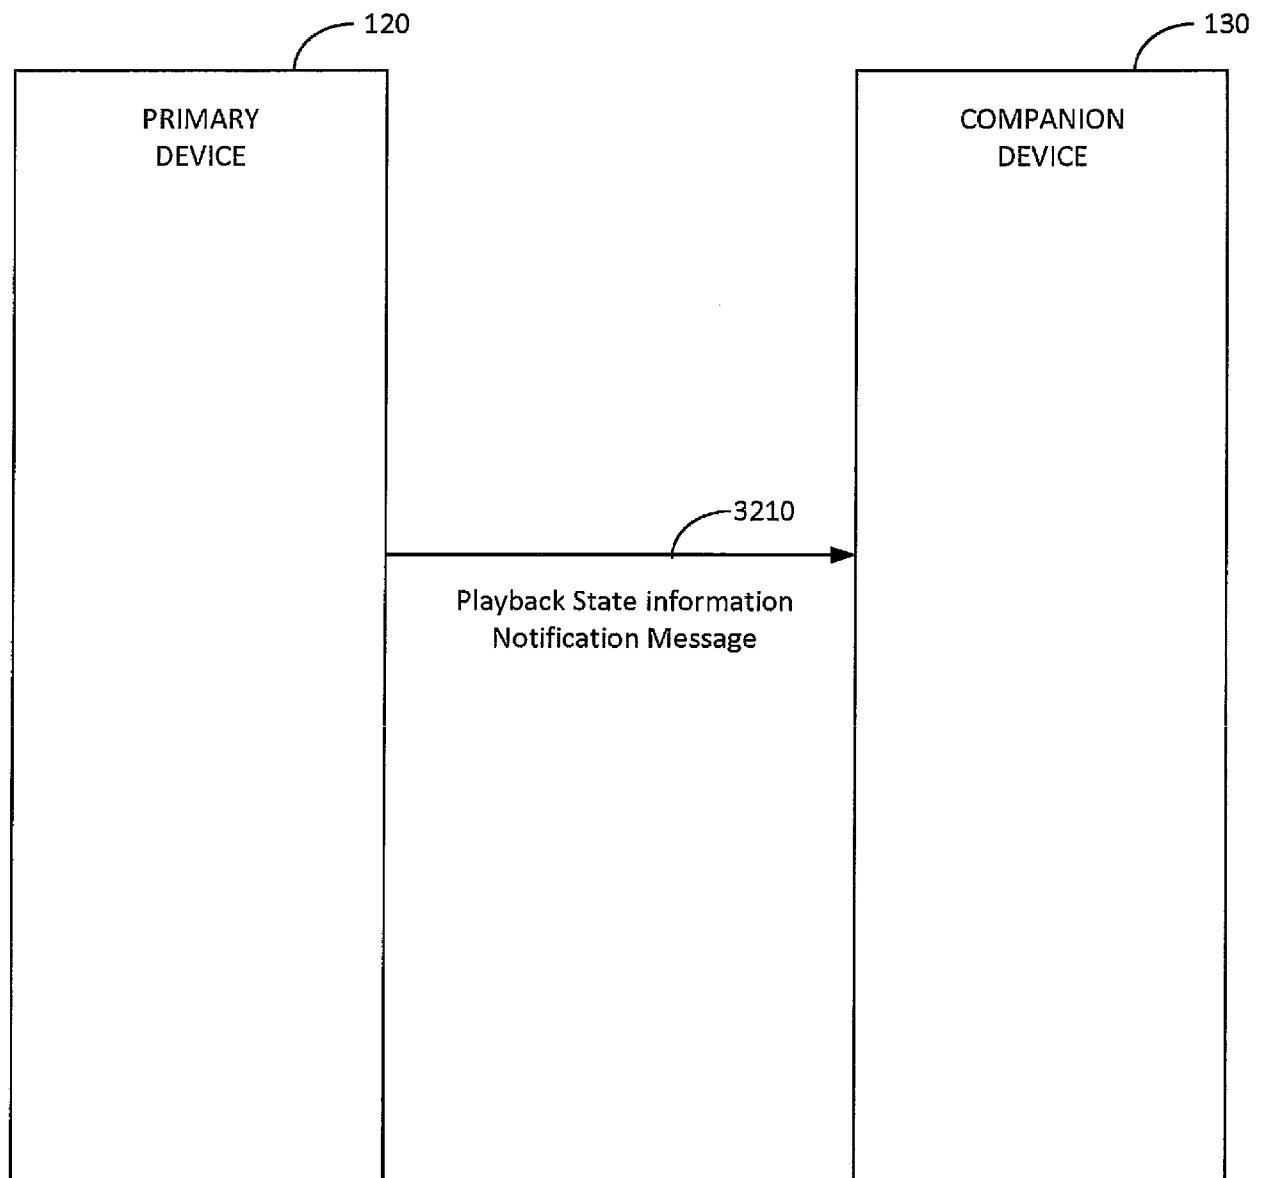 120
130
PRIMARY
DEVICE
COMPANION
DEVICE
3210
Playback State information
Notification Message